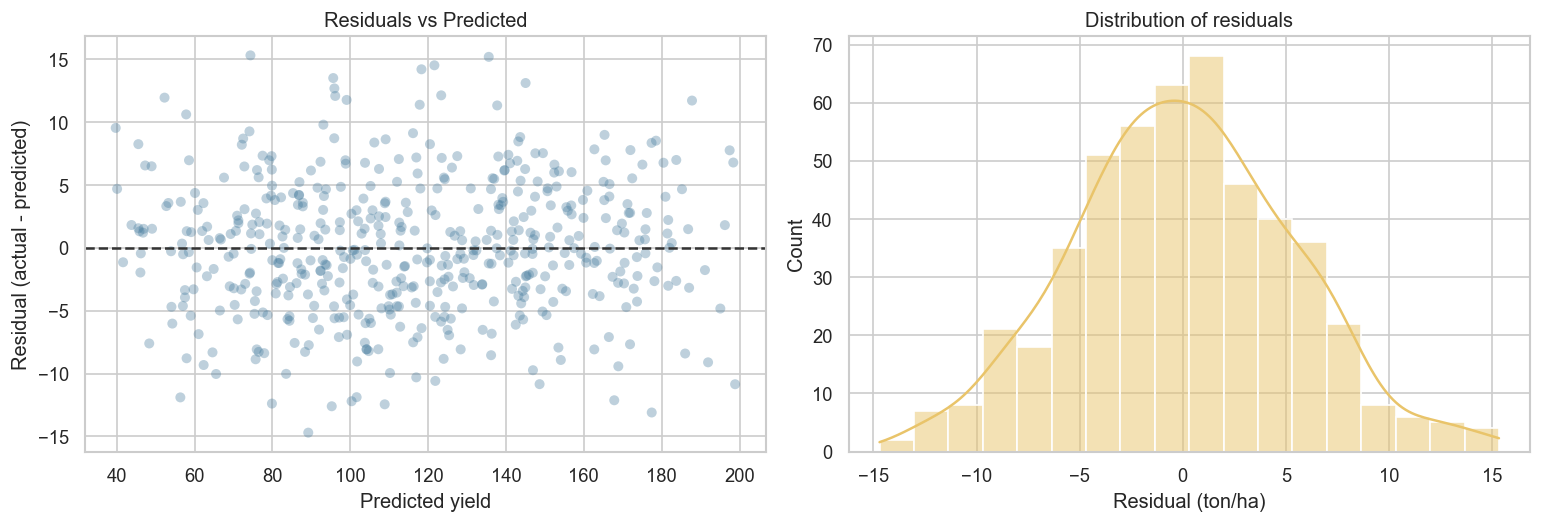 Residuals vs Predicted
15
10
5
0
−5
−10
−15
Residual (actual - predicted)
40 60 80 100 120 140 160 180 200
Predicted yield
Distribution of residuals
70
60
50
40
30
20
10
0
Count
−15 −10 −5 0 5 10 15
Residual (ton/ha)